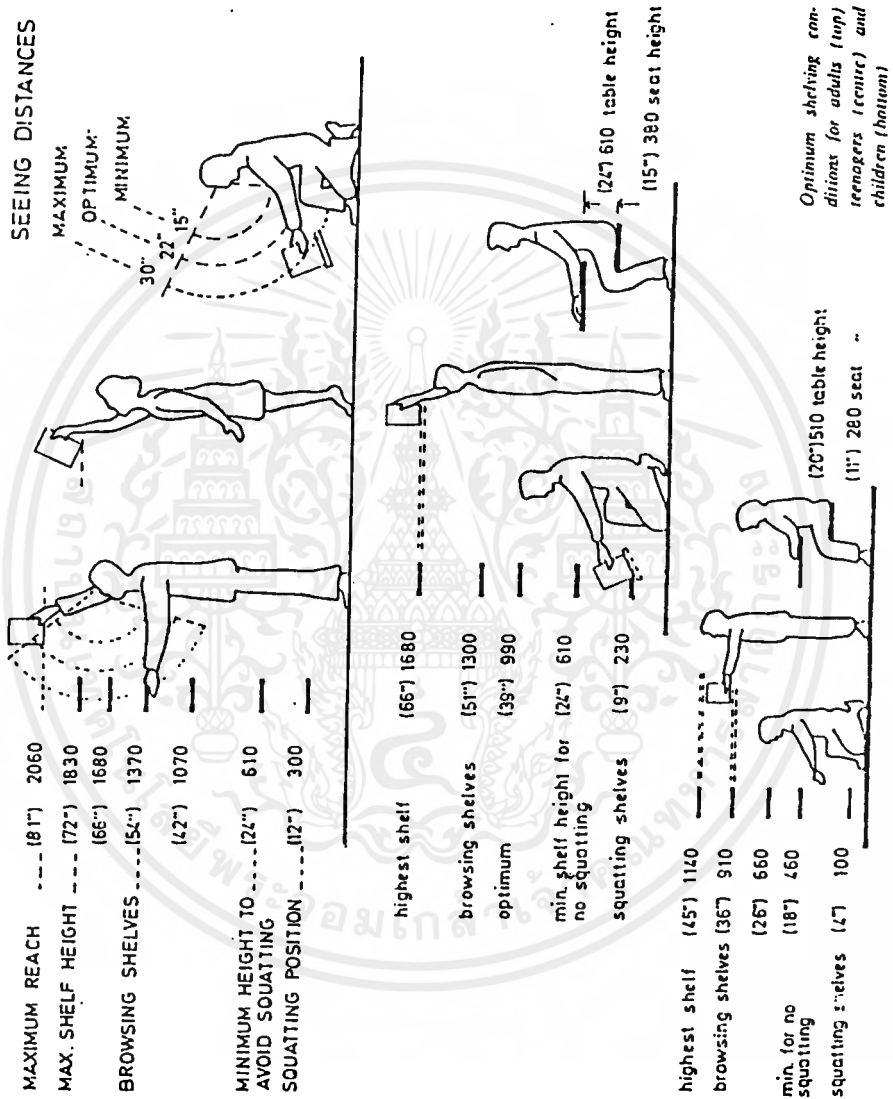 SEEING DISTANCES
MAXIMUM
OPTIMUM
MINIMUM
30"
22"
15"
MAXIMUM REACH ---- (81") 2060
MAX. SHELF HEIGHT ---- (72") 1830
(66") 1680
BROWSING SHELVES ---- (54") 1370
(42") 1070
MINIMUM HEIGHT TO ---- (24") 610
AVOID SQUATTING
SQUATTING POSITION ---- (12") 300
highest shelf (66") 1680
browsing shelves (51") 1300
optimum (39") 990
min. shelf height for (24") 610
no squatting
squatting shelves (9") 230
(24") 610 table height
(15") 380 seat height
highest shelf (45") 1140
browsing shelves (36") 910
(26") 660
min. for no (18") 460
squatting
squatting shelves (4") 100
(20") 510 table height
(11") 280 seat "
Optimum shelving con-
ditions for adults (top)
teenagers (centre) and
children (bottom)